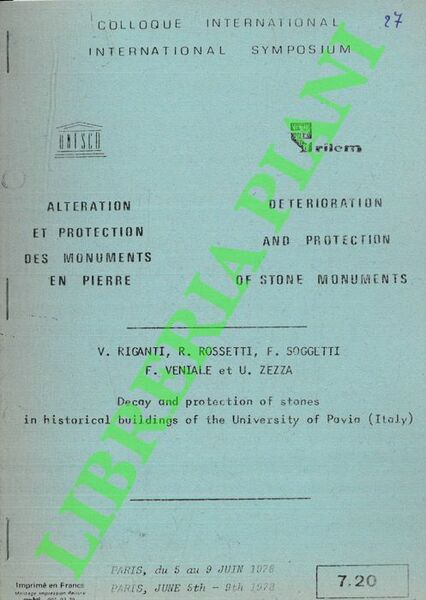 27
COLLOQUE INTERNATIONAL
INTERNATIONAL SYMPOSIUM
UNESCO
rilem
ALTERATION
ET PROTECTION
DES MONUMENTS
EN PIERRE
DETERIORATION
AND PROTECTION
OF STONE MONUMENTS
V. RIGANTI, R. ROSSETTI, F. SOGGETTI
F. VENIALE et U. ZEZZA
Decay and protection of stones
in historical buildings of the University of Pavia (Italy)
PARIS, du 5 au 9 JUIN 1978
PARIS, JUNE 5th - 9th 1978
7.20
Imprimé en France
LIBRERIA PIANI